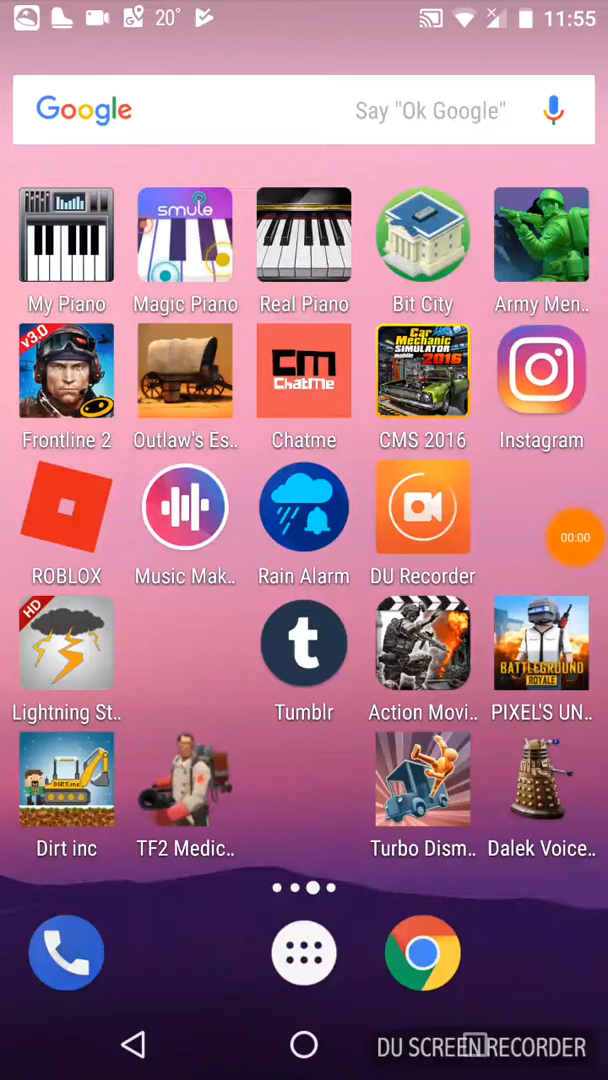 20° 11:55
Google Say "Ok Google"
smule
My Piano Magic Piano Real Piano Bit City Army Men..
v3.0 cm ChatMe Car Mechanic SIMULATOR mobile 2016
Frontline 2 Outlaw's Es.. Chatme CMS 2016 Instagram
00:00
ROBLOX Music Mak.. Rain Alarm DU Recorder
HD t BATTLEGROUND ROYALE
Lightning St.. Tumblr Action Movi.. PIXEL'S UN..
DIRT.inc
Dirt inc TF2 Medic.. Turbo Dism.. Dalek Voice..
DU SCREEN RECORDER